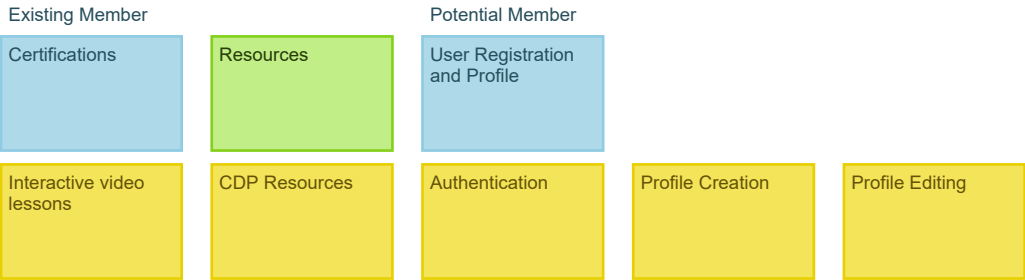 Existing Member
Potential Member
Certifications
Resources
User Registration
and Profile
Interactive video
lessons
CDP Resources
Authentication
Profile Creation
Profile Editing